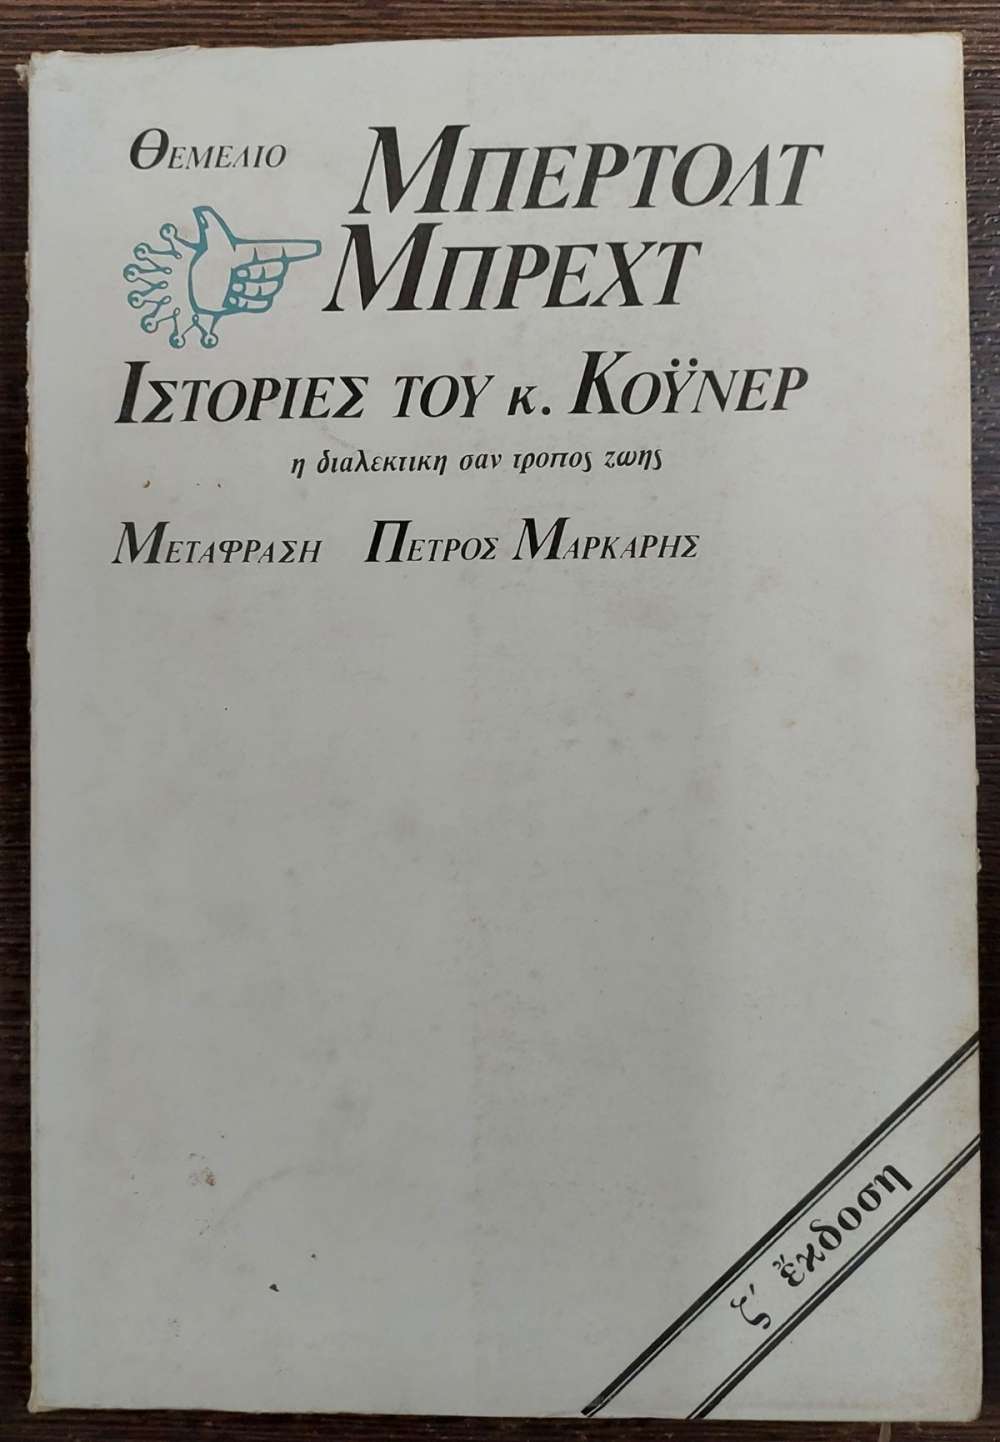 ΘΕΜΕΛΙΟ
ΜΠΕΡΤΟΛΤ
ΜΠΡΕΧΤ
ΙΣΤΟΡΙΕΣ ΤΟΥ κ. ΚΟΫΝΕΡ
η διαλεκτικη σαν τροπος ζωης
ΜΕΤΑΦΡΑΣΗ ΠΕΤΡΟΣ ΜΑΡΚΑΡΗΣ
ζ΄ ἔκδοση